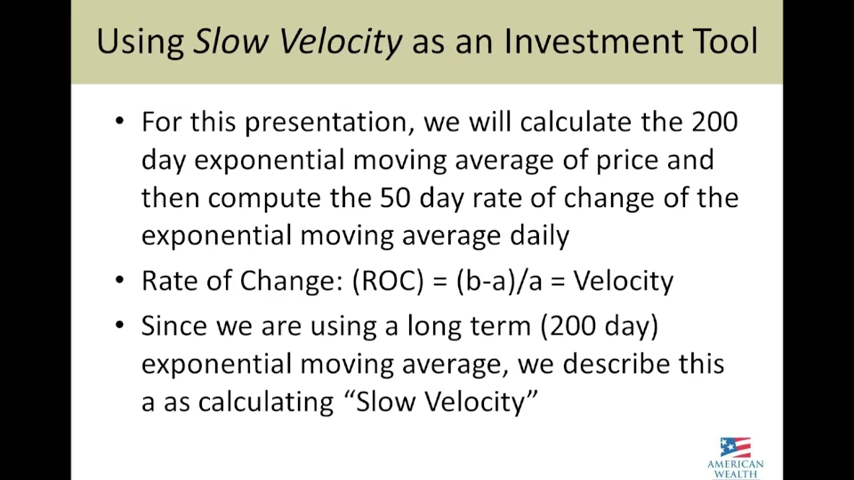 Using Slow Velocity as an Investment Tool
• For this presentation, we will calculate the 200
day exponential moving average of price and
then compute the 50 day rate of change of the
exponential moving average daily
• Rate of Change: (ROC) = (b-a)/a = Velocity
• Since we are using a long term (200 day)
exponential moving average, we describe this
a as calculating “Slow Velocity”
AMERICAN
WEALTH